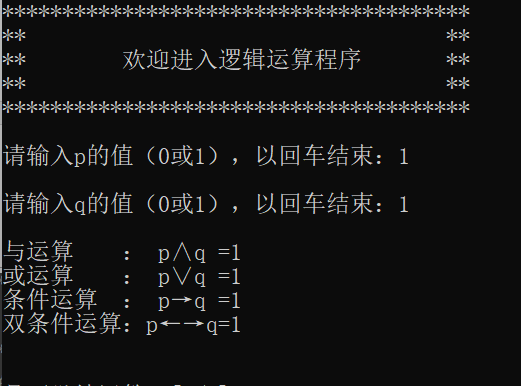 ***************************************
**                                   **
**        欢迎进入逻辑运算程序        **
**                                   **
***************************************
请输入p的值（0或1），以回车结束：1
请输入q的值（0或1），以回车结束：1
与运算    ： p∧q =1
或运算    ： p∨q =1
条件运算  ： p→q =1
双条件运算：p←→q=1